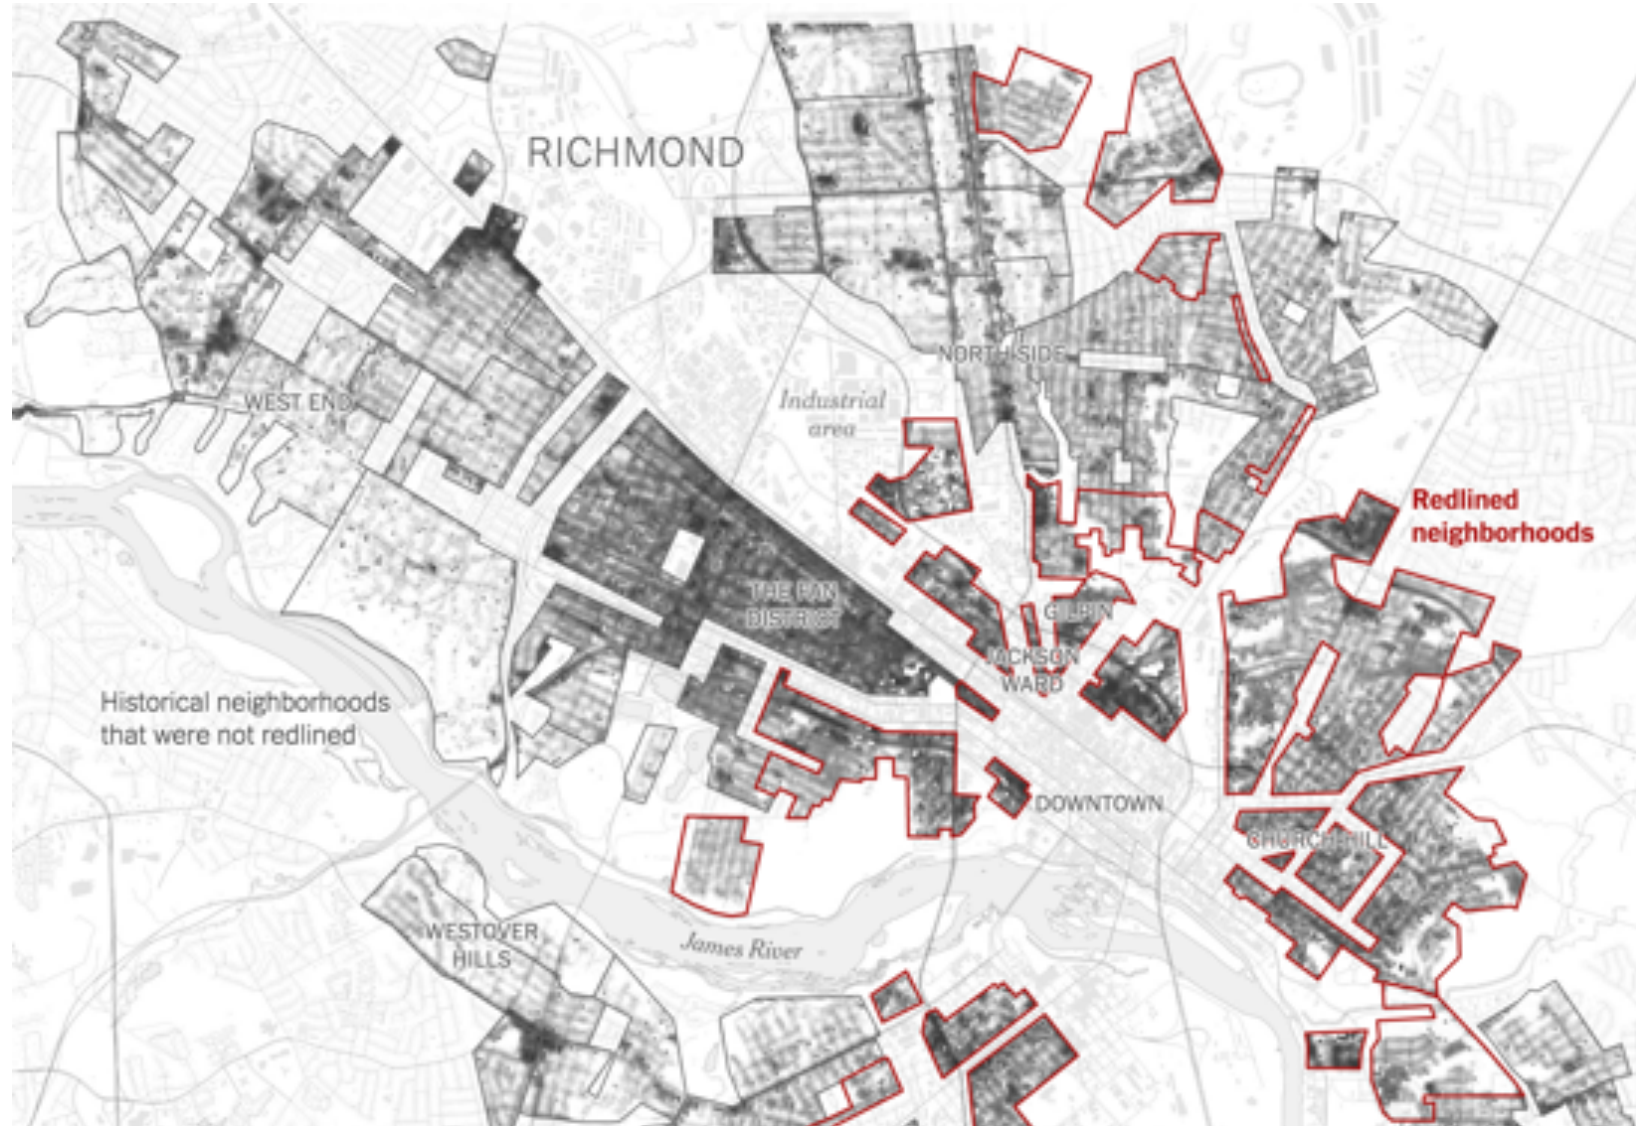 RICHMOND
NORTH SIDE
Industrial
area
WEST END
Redlined
neighborhoods
THE FAN
DISTRICT
GILPIN
JACKSON
WARD
Historical neighborhoods
that were not redlined
DOWNTOWN
CHURCH HILL
WESTOVER
HILLS
James River